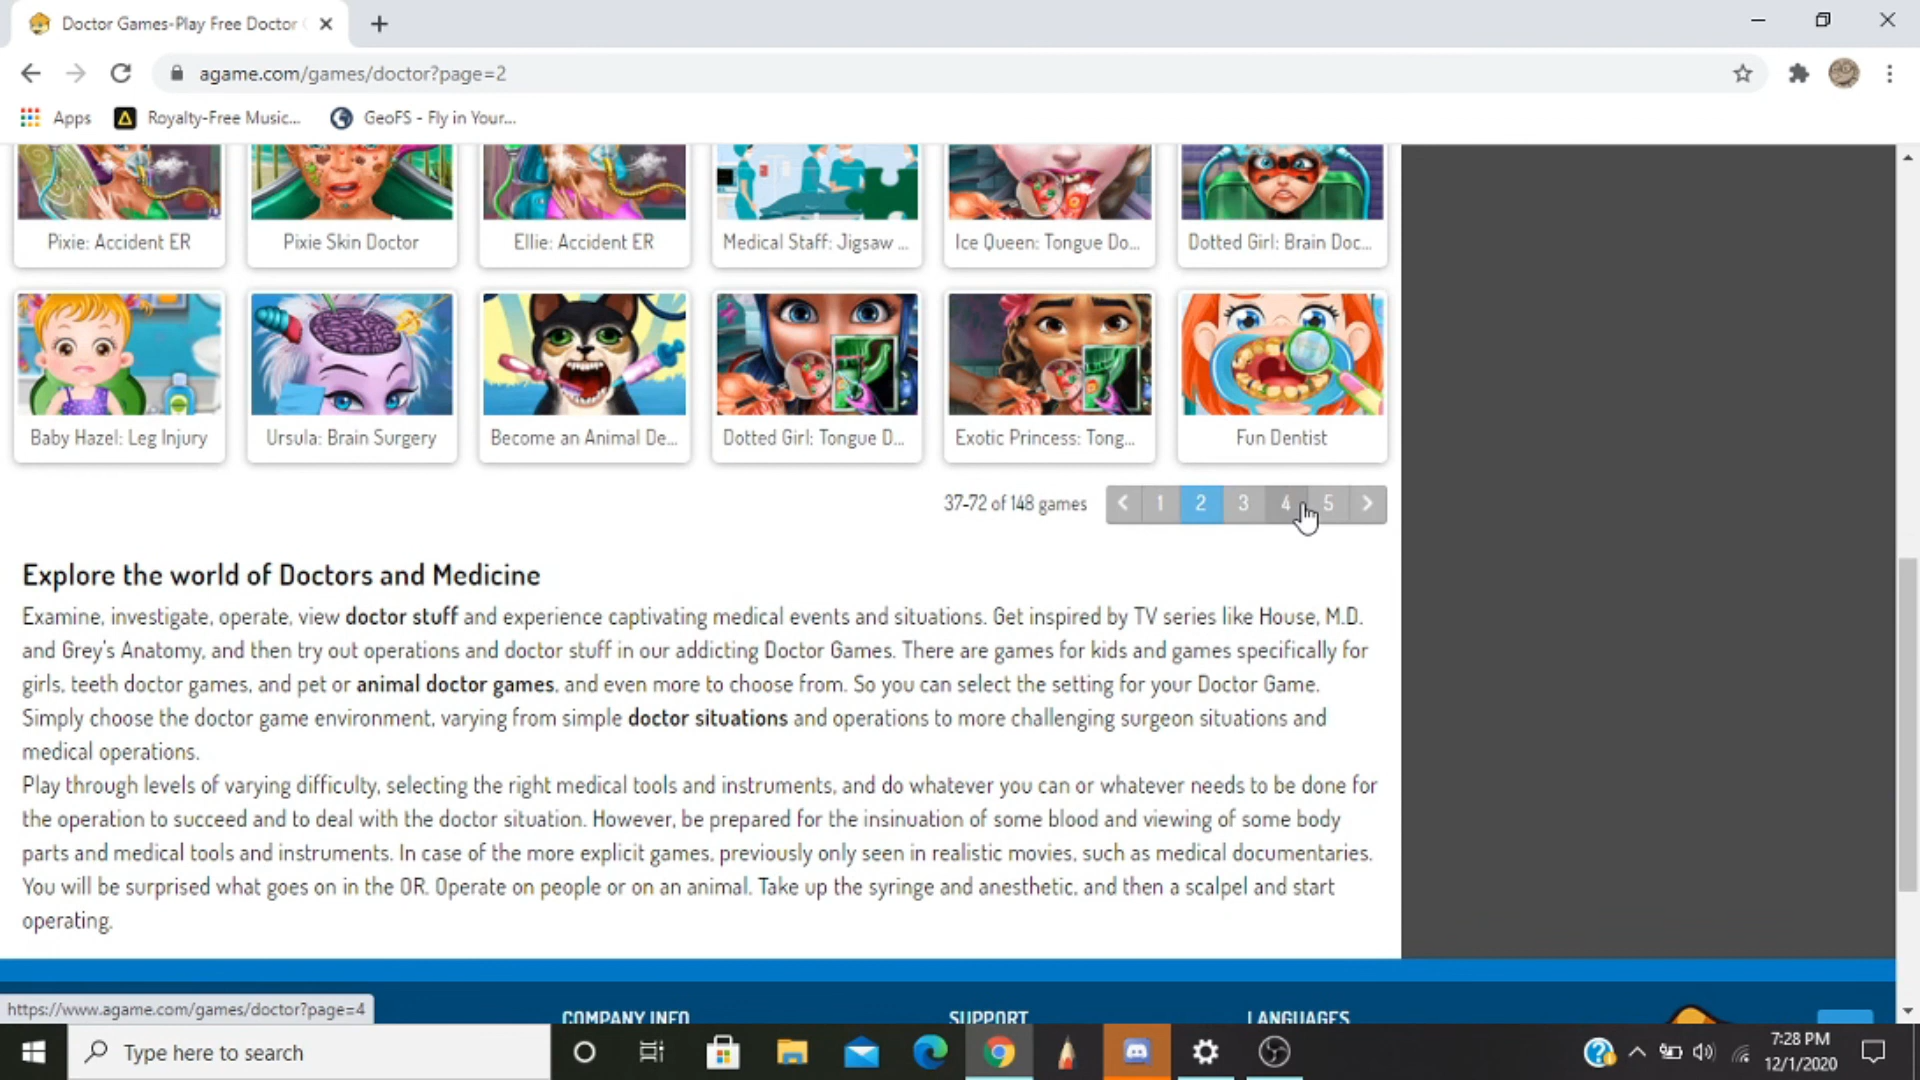 Doctor Games-Play Free Doctor
agame.com/games/doctor?page=2
Apps
Royalty-Free Music...
GeoFS - Fly in Your...
Pixie: Accident ER
Pixie Skin Doctor
Ellie: Accident ER
Medical Staff: Jigsaw ...
Ice Queen: Tongue Do...
Dotted Girl: Brain Doc...
Baby Hazel: Leg Injury
Ursula: Brain Surgery
Become an Animal De...
Dotted Girl: Tongue D...
Exotic Princess: Tong...
Fun Dentist
37-72 of 148 games
1 2 3 4 5
Explore the world of Doctors and Medicine
Examine, investigate, operate, view doctor stuff and experience captivating medical events and situations. Get inspired by TV series like House, M.D.
and Grey's Anatomy, and then try out operations and doctor stuff in our addicting Doctor Games. There are games for kids and games specifically for
girls, teeth doctor games, and pet or animal doctor games, and even more to choose from. So you can select the setting for your Doctor Game.
Simply choose the doctor game environment, varying from simple doctor situations and operations to more challenging surgeon situations and
medical operations.
Play through levels of varying difficulty, selecting the right medical tools and instruments, and do whatever you can or whatever needs to be done for
the operation to succeed and to deal with the doctor situation. However, be prepared for the insinuation of some blood and viewing of some body
parts and medical tools and instruments. In case of the more explicit games, previously only seen in realistic movies, such as medical documentaries.
You will be surprised what goes on in the OR. Operate on people or on an animal. Take up the syringe and anesthetic, and then a scalpel and start
operating.
https://www.agame.com/games/doctor?page=4
COMPANY INFO
SUPPORT
LANGUAGES
Type here to search
7:28 PM
12/1/2020